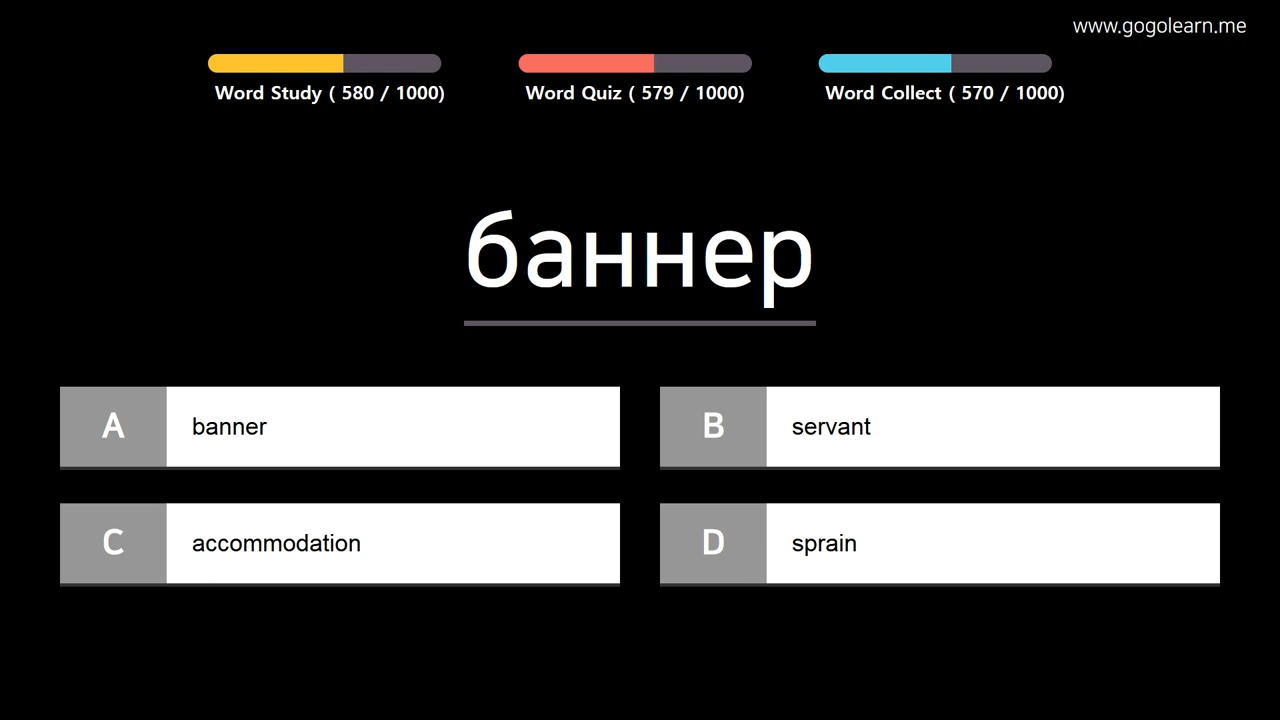 www.gogolearn.me
Word Study ( 580 / 1000)
Word Quiz ( 579 / 1000)
Word Collect ( 570 / 1000)
баннер
A banner
B servant
C accommodation
D sprain